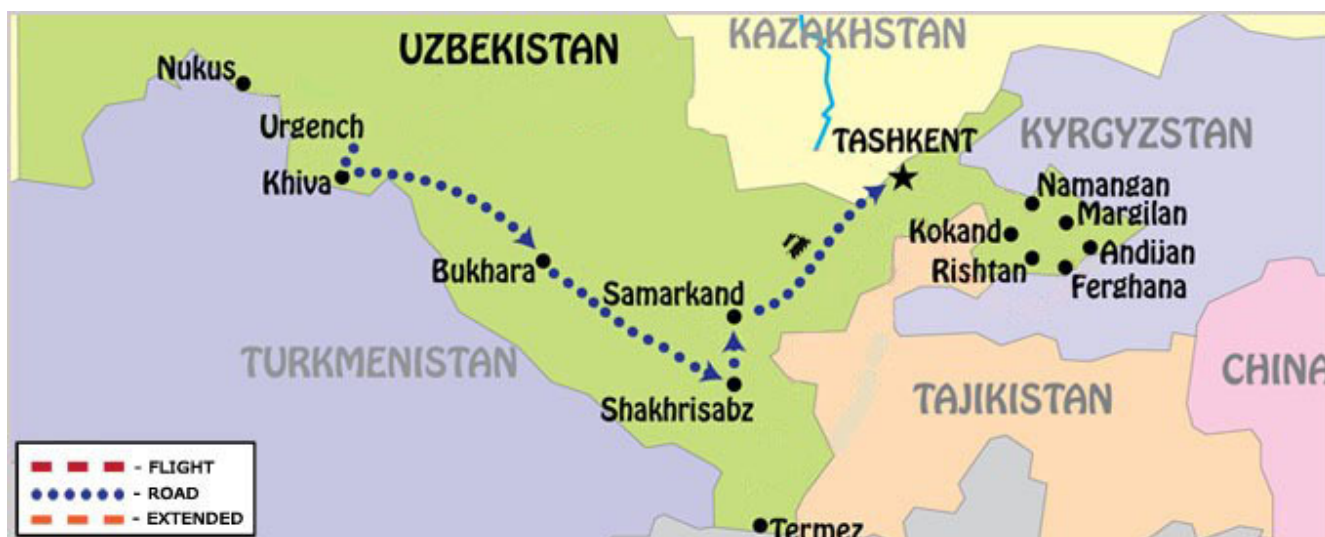 UZBEKISTAN
KAZAKHSTAN
Nukus
Urgench
TASHKENT
KYRGYZSTAN
Khiva
Namangan
Margilan
Kokand
Andijan
Bukhara
Rishtan
Ferghana
Samarkand
TURKMENISTAN
CHINA
Shakhrisabz
TAJIKISTAN
- FLIGHT
- ROAD
- EXTENDED
Termez